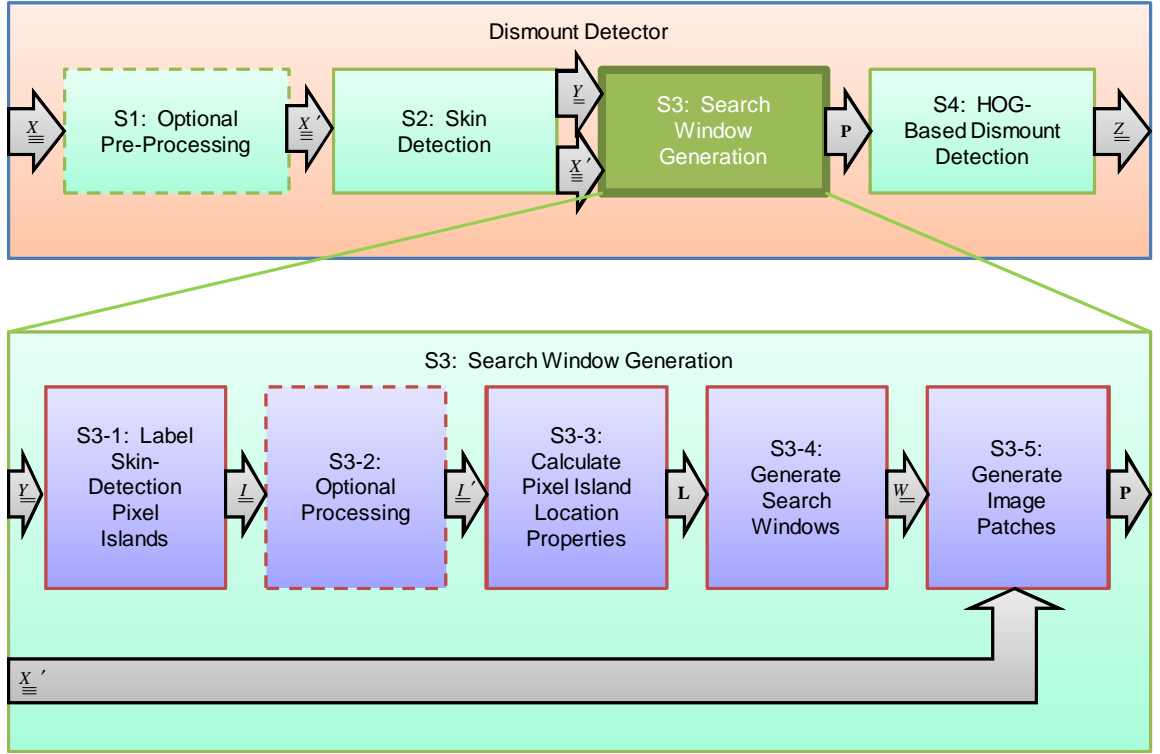 Dismount Detector
X
S1: Optional
Pre-Processing
X′
S2: Skin
Detection
Y
X′
S3: Search
Window
Generation
P
S4: HOG-
Based Dismount
Detection
Z
S3: Search Window Generation
Y
S3-1: Label
Skin-
Detection
Pixel
Islands
I
S3-2:
Optional
Processing
I′
S3-3:
Calculate
Pixel Island
Location
Properties
L
S3-4:
Generate
Search
Windows
W
S3-5:
Generate
Image
Patches
P
X′